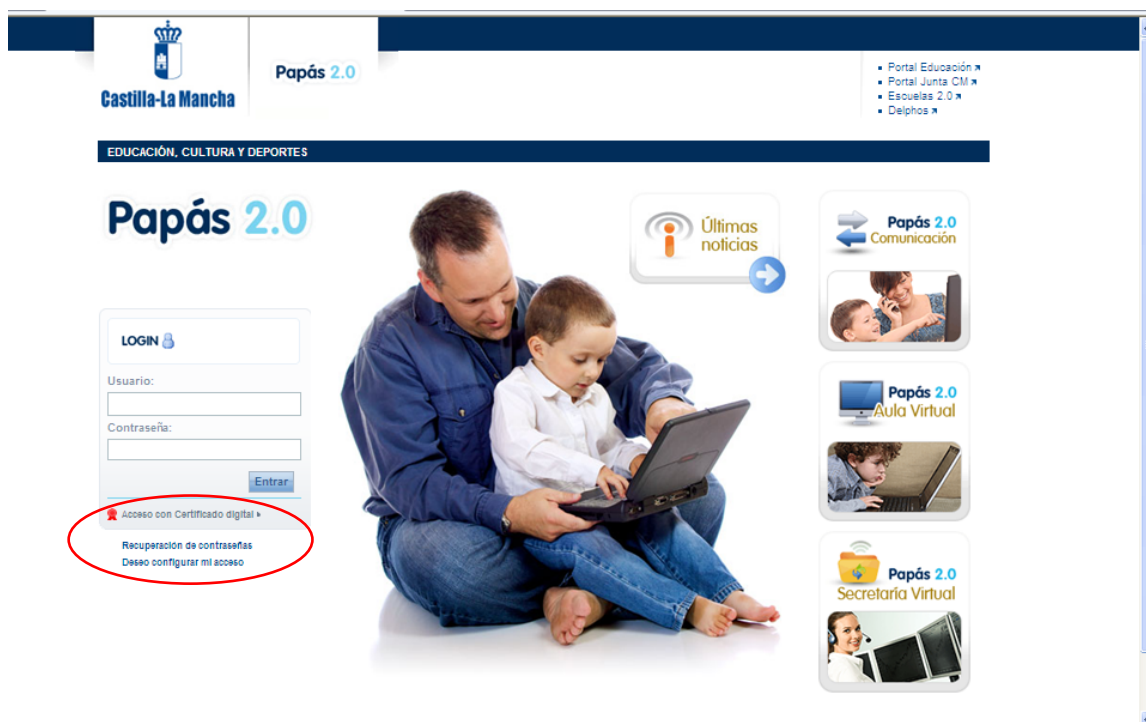 Castilla-La Mancha
Papás 2.0
Portal Educación
Portal Junta CM
Escuelas 2.0
Delphos
EDUCACIÓN, CULTURA Y DEPORTES
Papás 2.0
LOGIN
Usuario:
Contraseña:
Entrar
Acceso con Certificado digital
Recuperación de contraseñas
Deseo configurar mi acceso
Últimas
noticias
Papás 2.0
Comunicación
Papás 2.0
Aula Virtual
Papás 2.0
Secretaría Virtual